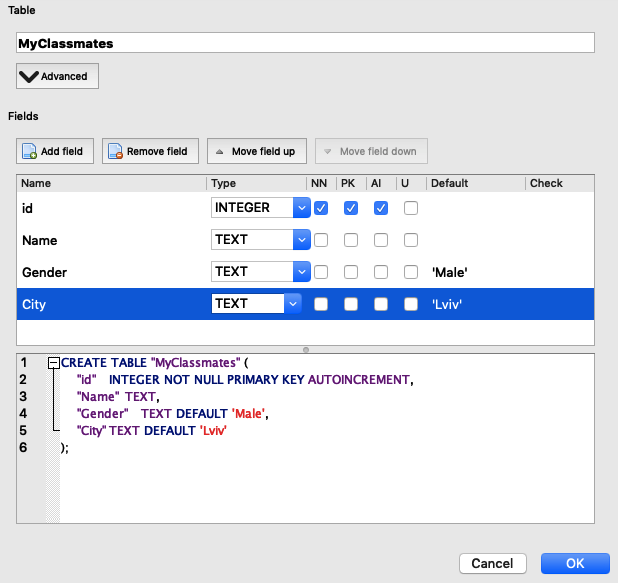 Table
MyClassmates
Advanced
Fields
Add field Remove field Move field up Move field down
Name Type NN PK AI U Default Check
id INTEGER
Name TEXT
Gender TEXT 'Male'
City TEXT 'Lviv'
1 CREATE TABLE "MyClassmates" (
2 "id" INTEGER NOT NULL PRIMARY KEY AUTOINCREMENT,
3 "Name" TEXT,
4 "Gender" TEXT DEFAULT 'Male',
5 "City" TEXT DEFAULT 'Lviv'
6 );
Cancel OK